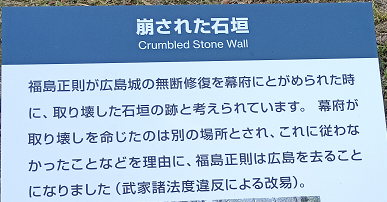 崩された石垣
Crumbled Stone Wall
福島正則が広島城の無断修復を幕府にとがめられた時
に、取り壊した石垣の跡と考えられています。 幕府が
取り壊しを命じたのは別の場所とされ、これに従わな
かったことなどを理由に、福島正則は広島を去ること
になりました(武家諸法度違反による改易)。